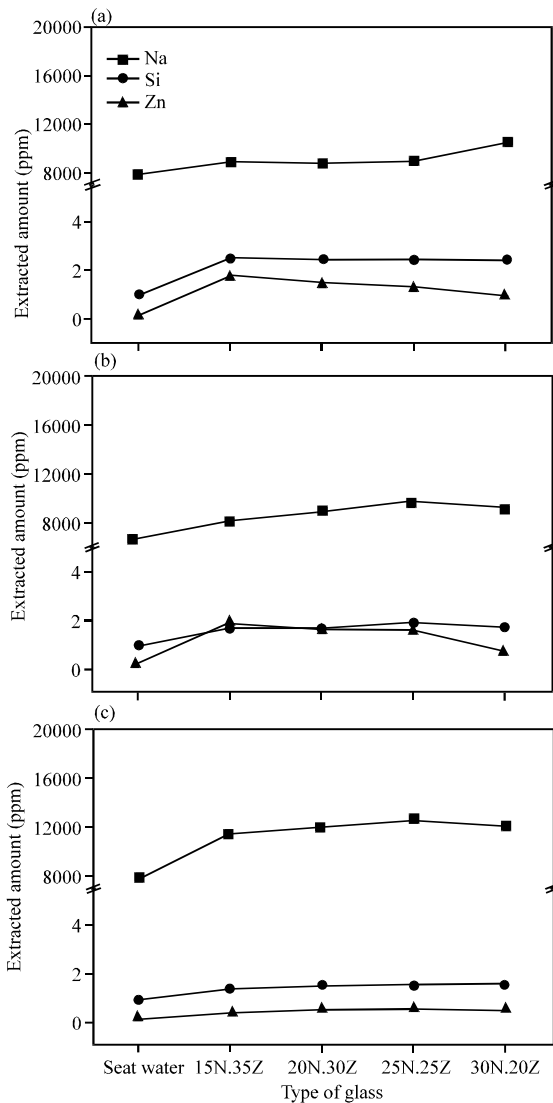 (a)
20000
16000
12000
8000
4
2
0
Extracted amount (ppm)
Na
Si
Zn
(b)
20000
16000
12000
8000
4
2
0
Extracted amount (ppm)
(c)
20000
16000
12000
8000
4
2
0
Extracted amount (ppm)
Seat water 15N.35Z 20N.30Z 25N.25Z 30N.20Z
Type of glass